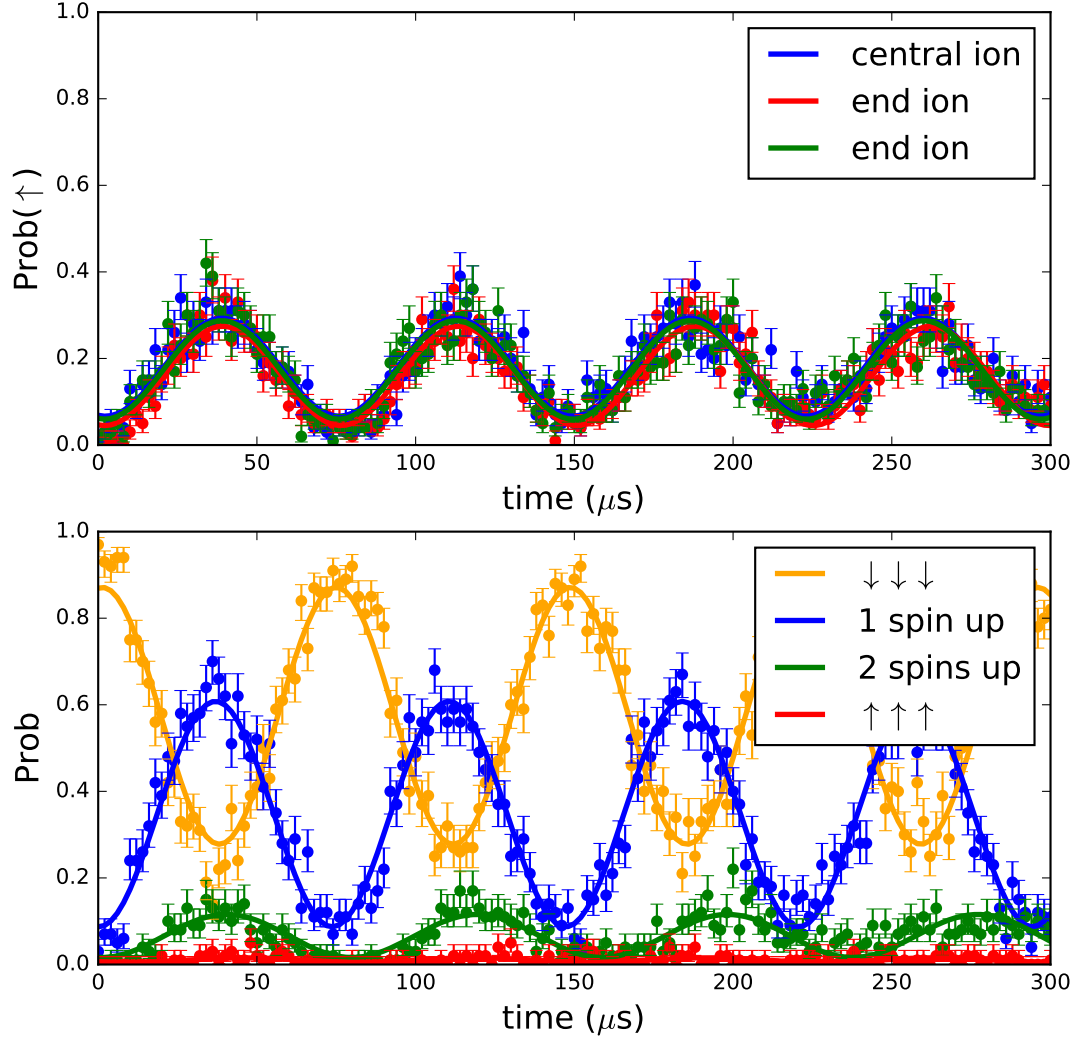 1.0
0.8
0.6
0.4
0.2
0.0
Prob(↑)
central ion
end ion
end ion
0 50 100 150 200 250 300
time (μs)
1.0
0.8
0.6
0.4
0.2
0.0
Prob
↓ ↓ ↓
1 spin up
2 spins up
↑ ↑ ↑
0 50 100 150 200 250 300
time (μs)